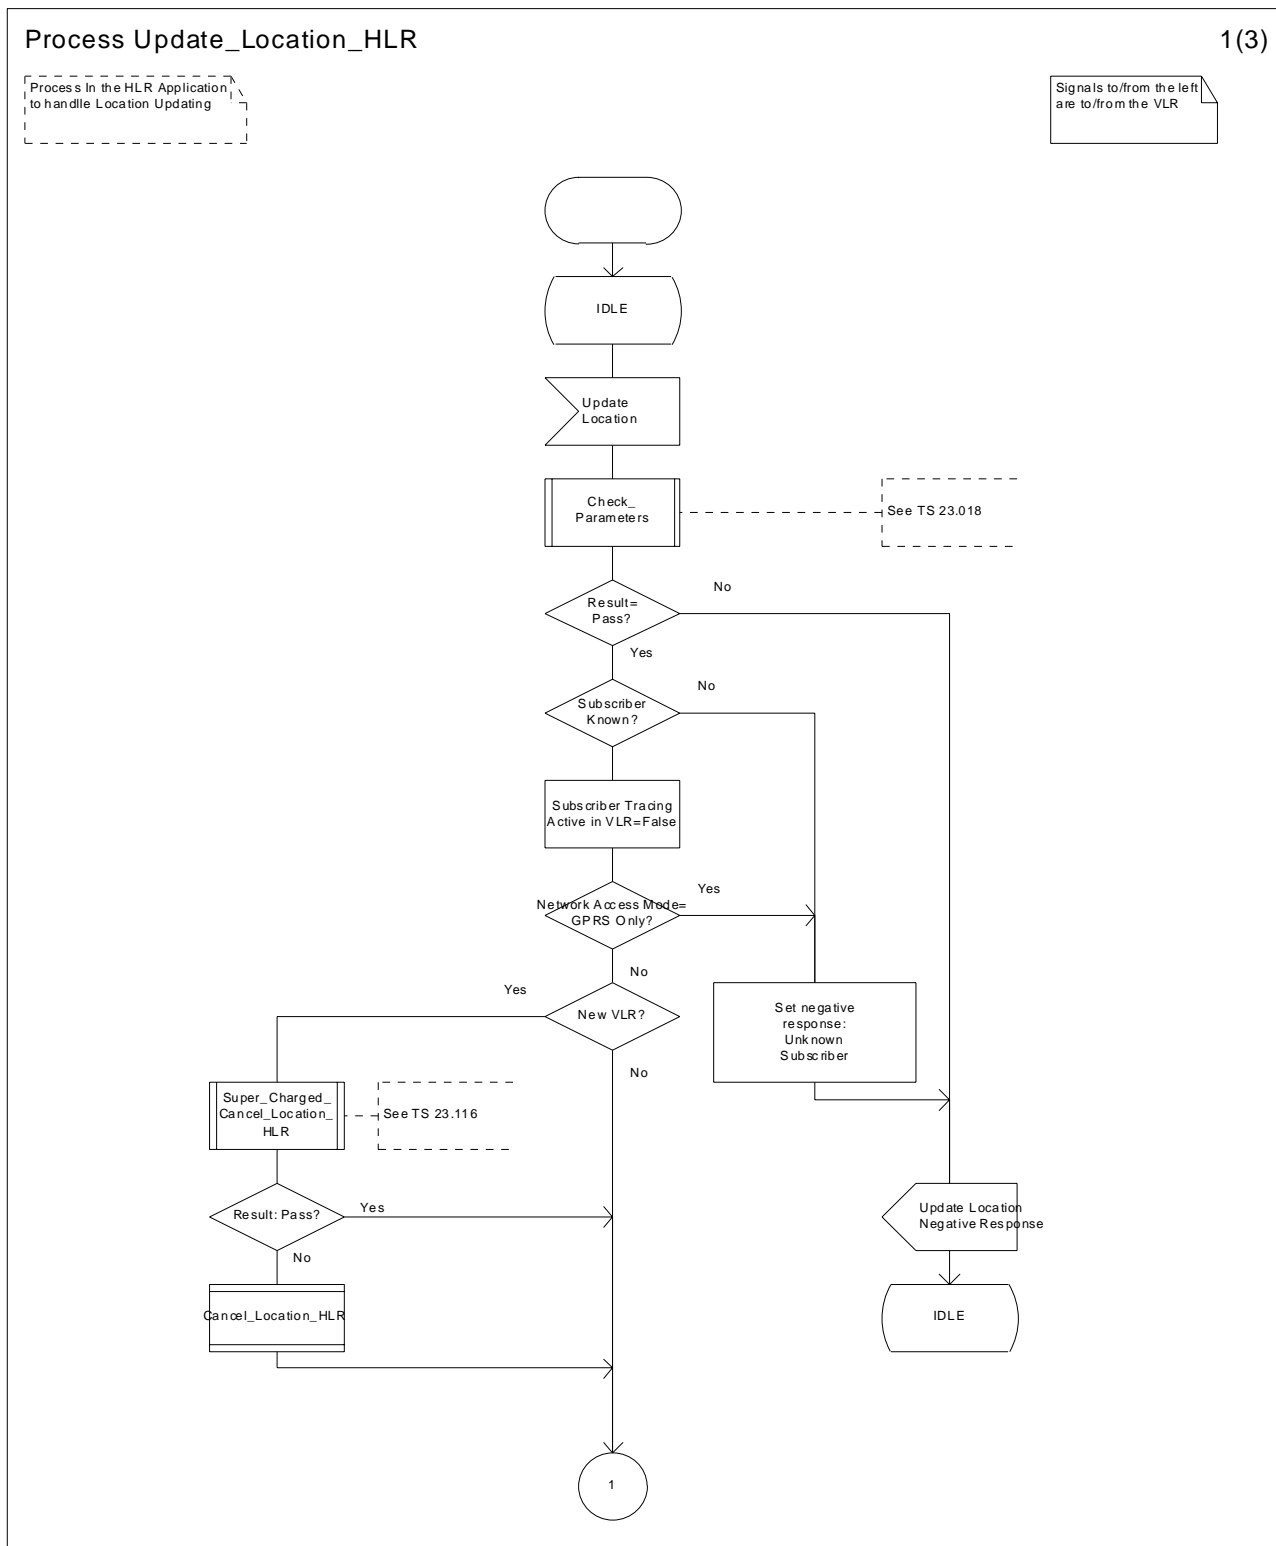 Process Update_Location_HLR
1(3)
Process In the HLR Application
to handlle Location Updating
Signals to/from the left
are to/from the VLR
IDLE
Update
Location
Check_
Parameters
See TS 23.018
Result=
Pass?
No
Yes
Subscriber
Known?
No
Subscriber Tracing
Active in VLR=False
Network Access Mode=
GPRS Only?
Yes
No
New VLR?
Yes
No
Set negative
response:
Unknown
Subscriber
Super_Charged_
Cancel_Location_
HLR
See TS 23.116
Result: Pass?
Yes
No
Update Location
Negative Response
Cancel_Location_HLR
IDLE
1